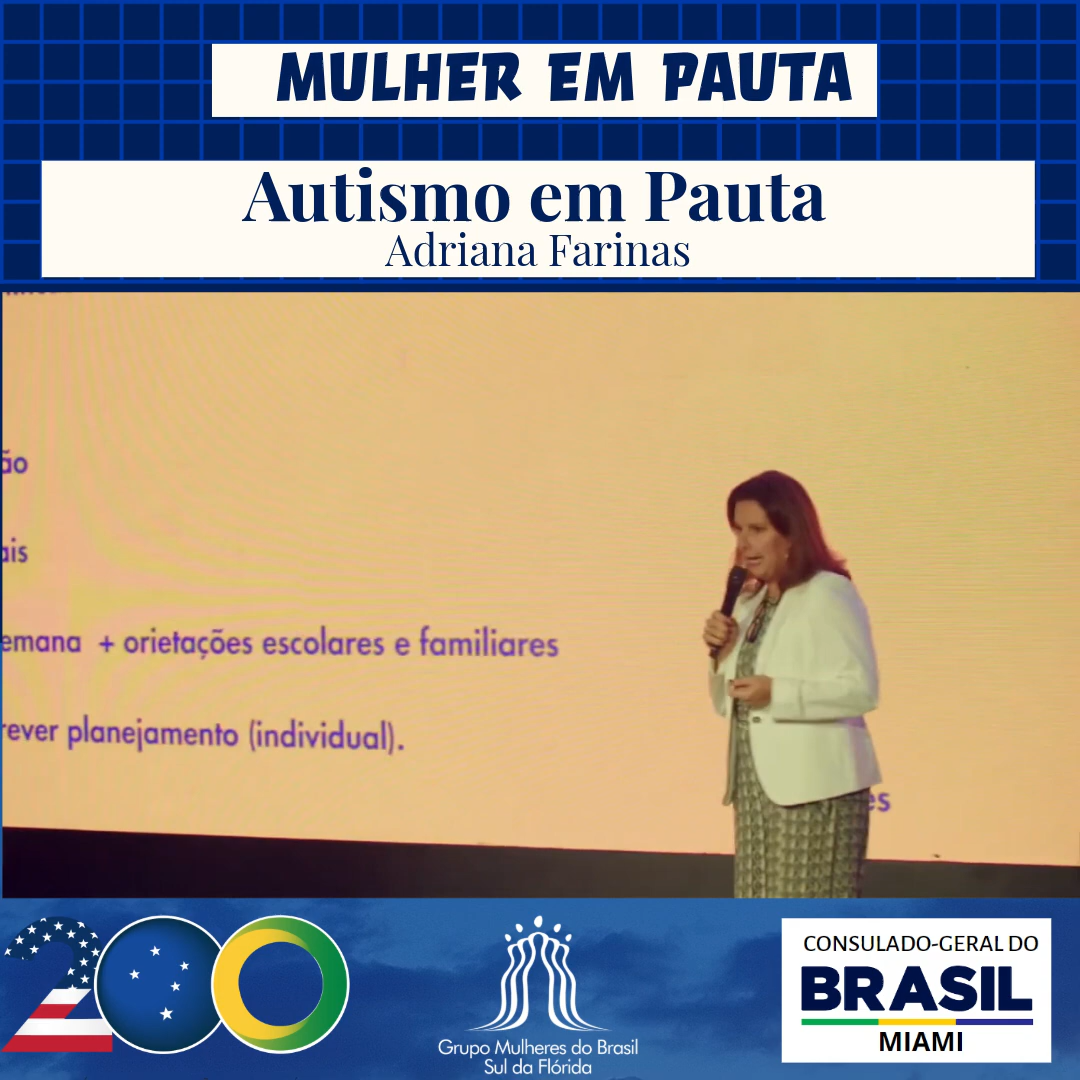 MULHER EM PAUTA
Autismo em Pauta
Adriana Farinas
ão
ais
emana + orietações escolares e familiares
rever planejamento (individual).
es
200
Grupo Mulheres do Brasil
Sul da Flórida
CONSULADO-GERAL DO
BRASIL
MIAMI